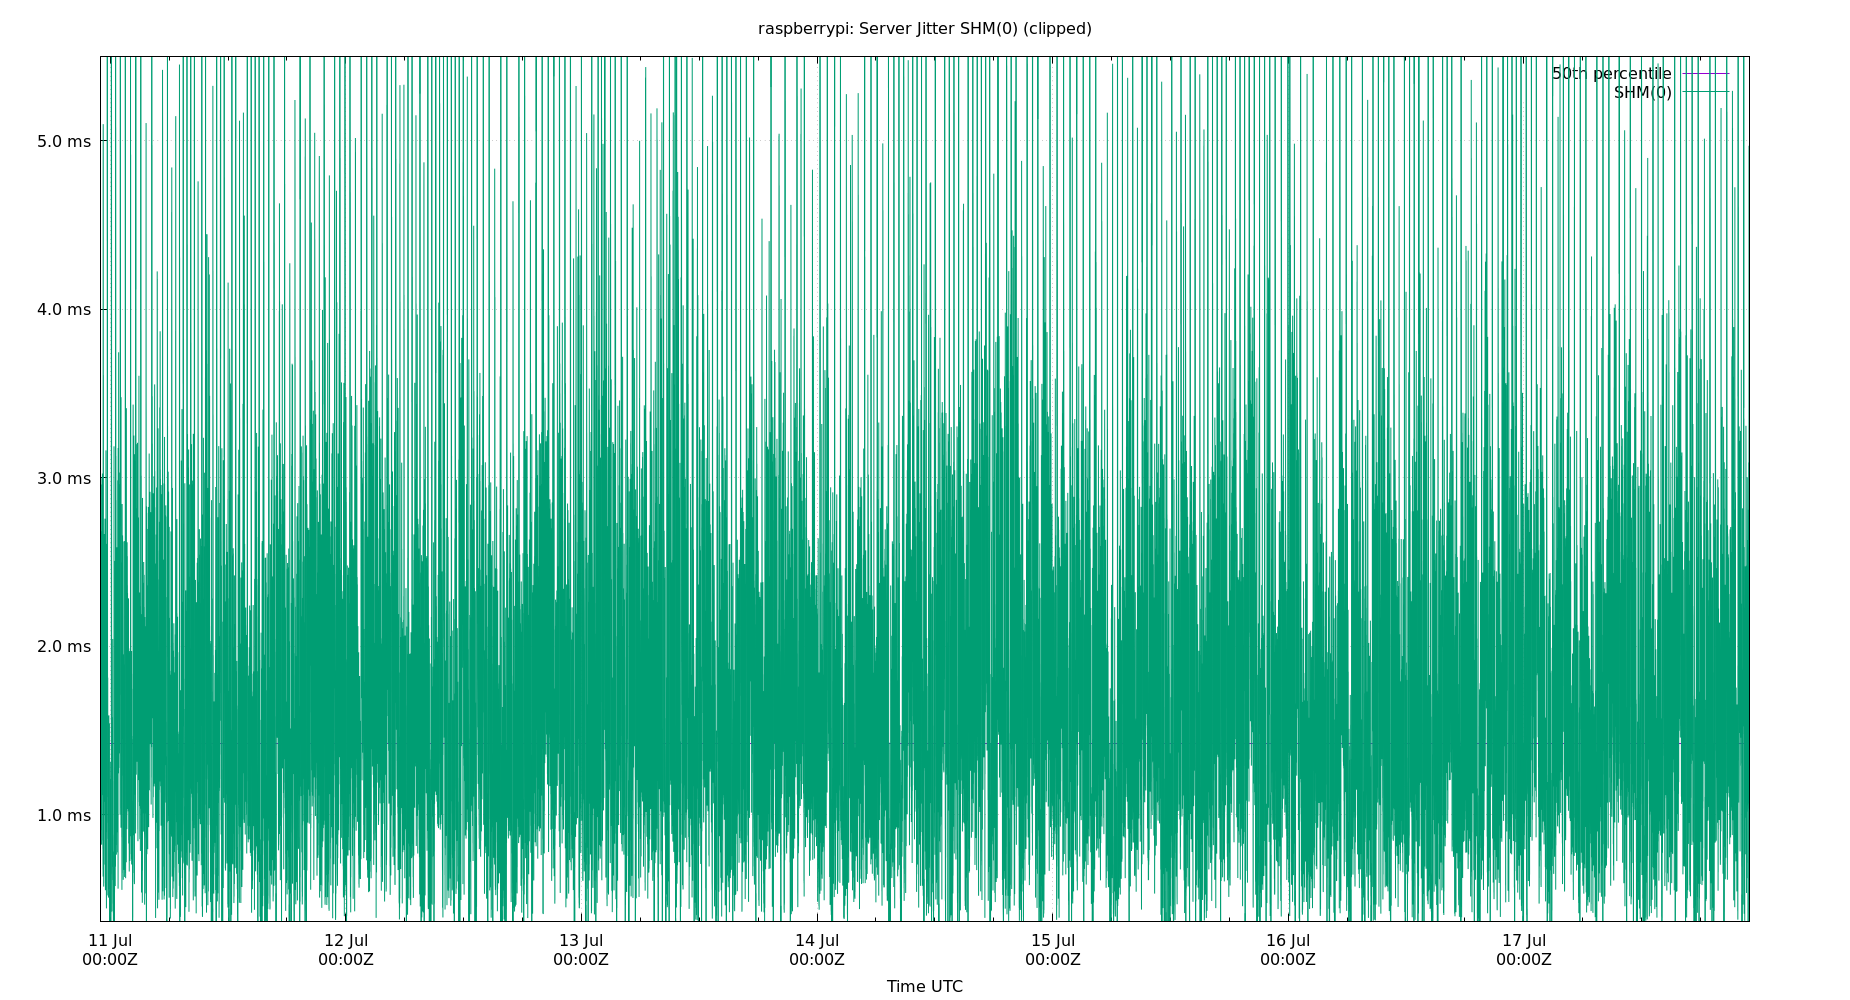 raspberrypi: Server Jitter SHM(0) (clipped)
50th percentile
SHM(0)
5.0 ms
4.0 ms
3.0 ms
2.0 ms
1.0 ms
11 Jul 12 Jul 13 Jul 14 Jul 15 Jul 16 Jul 17 Jul
00:00Z 00:00Z 00:00Z 00:00Z 00:00Z 00:00Z 00:00Z
Time UTC